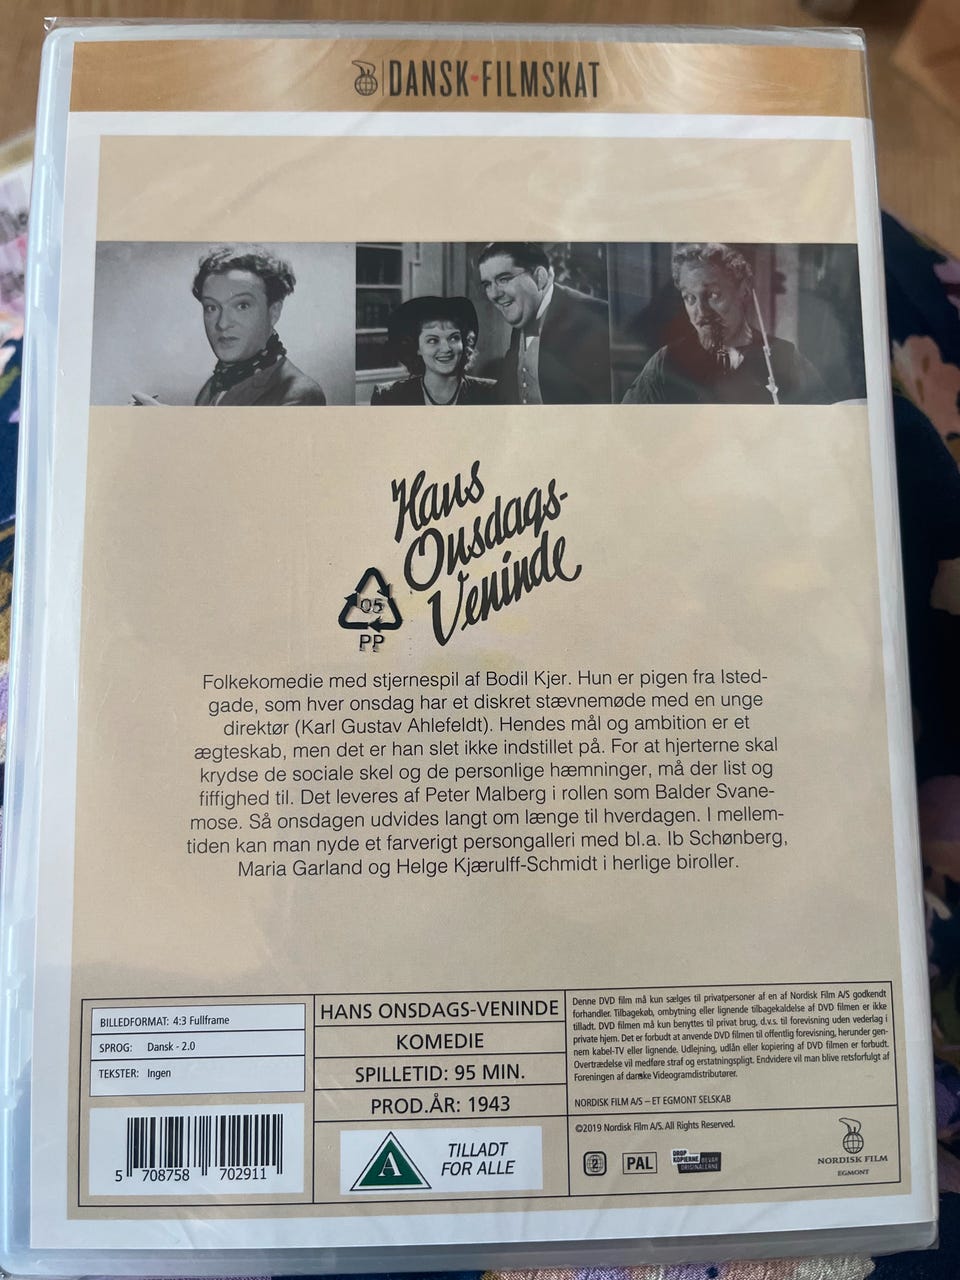 DANSK FILMSKAT
Hans
Onsdags-
Veninde
05
PP
Folkekomedie med stjernespil af Bodil Kjer. Hun er pigen fra Isted-
gade, som hver onsdag har et diskret stævnemøde med en unge
direktør (Karl Gustav Ahlefeldt). Hendes mål og ambition er et
ægteskab, men det er han slet ikke indstillet på. For at hjerterne skal
krydse de sociale skel og de personlige hæmninger, må der list og
fiffighed til. Det leveres af Peter Malberg i rollen som Balder Svane-
mose. Så onsdagen udvides langt om længe til hverdagen. I mellem-
tiden kan man nyde et farverigt persongalleri med bl.a. Ib Schønberg,
Maria Garland og Helge Kjærulff-Schmidt i herlige biroller.
BILLEDFORMAT: 4:3 Fullframe
SPROG: Dansk - 2.0
TEKSTER: Ingen
5 708758 702911
HANS ONSDAGS-VENINDE
KOMEDIE
SPILLETID: 95 MIN.
PROD.ÅR: 1943
A
TILLADT
FOR ALLE
Denne DVD film må kun sælges til privatpersoner af en af Nordisk Film A/S godkendt
forhandler. Tilbagekøb, ombytning eller lignende tilbagekaldelse af DVD filmen er ikke
tilladt. DVD filmen må kun benyttes til privat brug, d.v.s. til forevisning uden vederlag i
private hjem. Det er forbudt at anvende DVD filmen til offentlig forevisning, herunder gen-
nem kabel-TV eller lignende. Udlejning, udlån eller kopiering af DVD filmen er forbudt.
Overtrædelse vil medføre straf og erstatningspligt. Endvidere vil man blive retsforfulgt af
Foreningen af danske Videogramdistributører.
NORDISK FILM A/S – ET EGMONT SELSKAB
©2019 Nordisk Film A/S. All Rights Reserved.
2
PAL
DROP
KOPIERNE BEVAR
ORIGINALERNE
NORDISK FILM
EGMONT